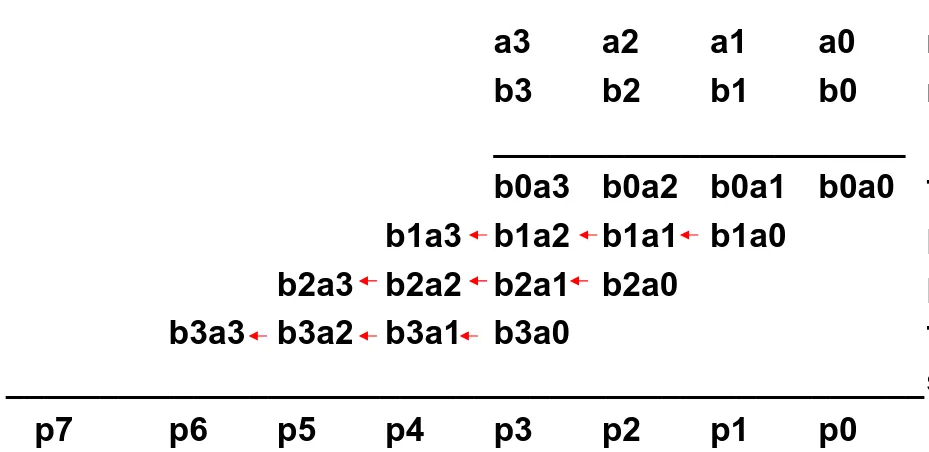 a3 a2 a1 a0
b3 b2 b1 b0
b0a3 b0a2 b0a1 b0a0
b1a3 b1a2 b1a1 b1a0
b2a3 b2a2 b2a1 b2a0
b3a3 b3a2 b3a1 b3a0
p7 p6 p5 p4 p3 p2 p1 p0